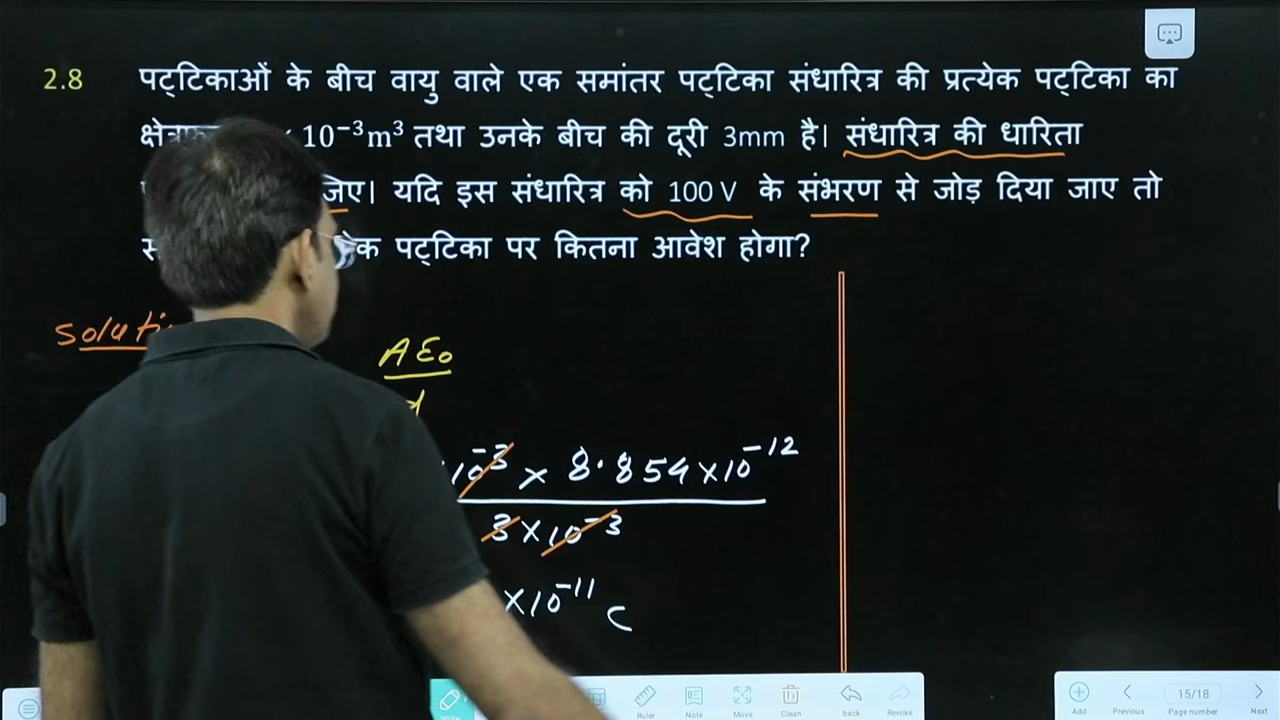 2.8 पट्टिकाओं के बीच वायु वाले एक समांतर पट्टिका संधारित्र की प्रत्येक पट्टिका का
10⁻³m³ तथा उनके बीच की दूरी 3mm है। संधारित्र की धारिता
यदि इस संधारित्र को 100 V के संभरण से जोड़ दिया जाए तो
पट्टिका पर कितना आवेश होगा?
AE₀
10⁻³ × 8.854×10⁻¹²
3×10⁻³
×10⁻¹¹ C
Ruler Note Move Clean back Revoke
Add Previous 15/18 Page number Next